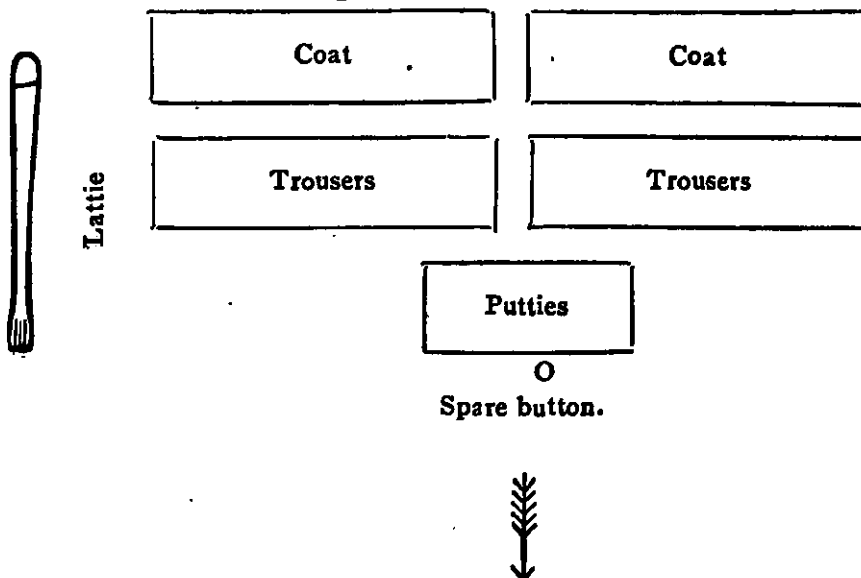 Coat Coat
Trousers Trousers
Lattie
Putties
O
Spare button.